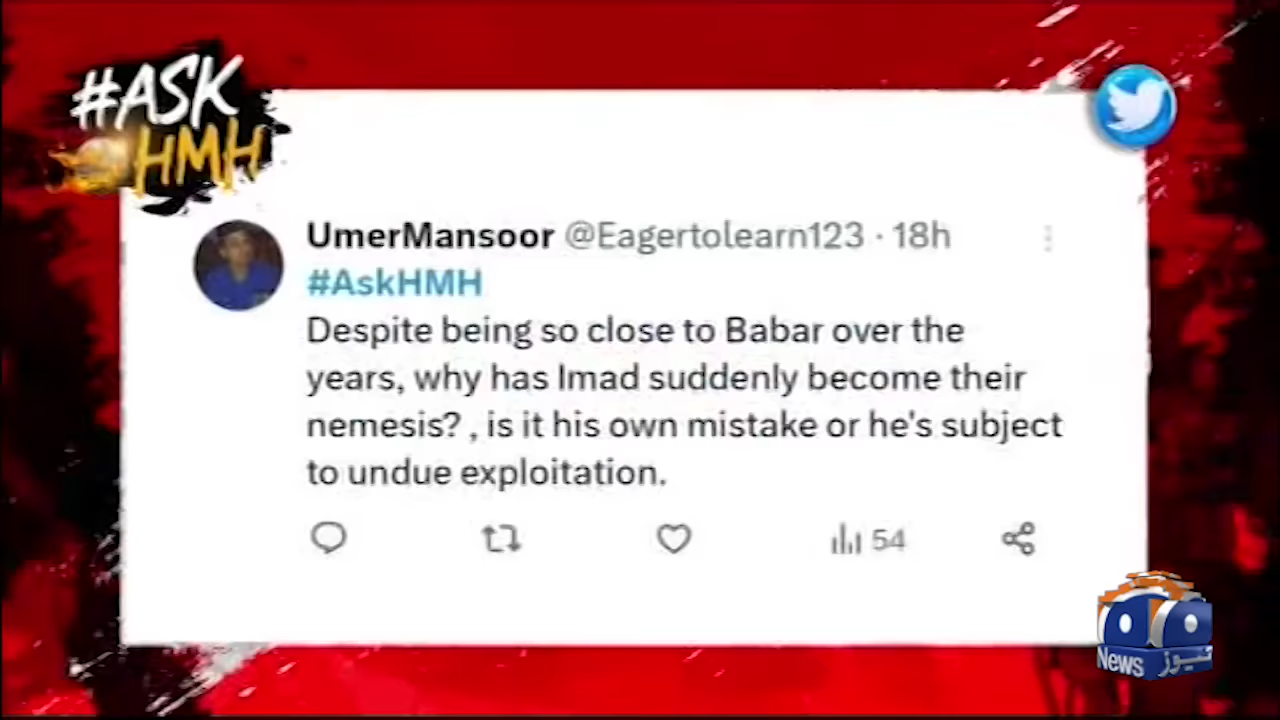 #ASK
HMH
UmerMansoor @Eagertolearn123 · 18h
#AskHMH
Despite being so close to Babar over the
years, why has Imad suddenly become their
nemesis? , is it his own mistake or he's subject
to undue exploitation.
54
News نیوز